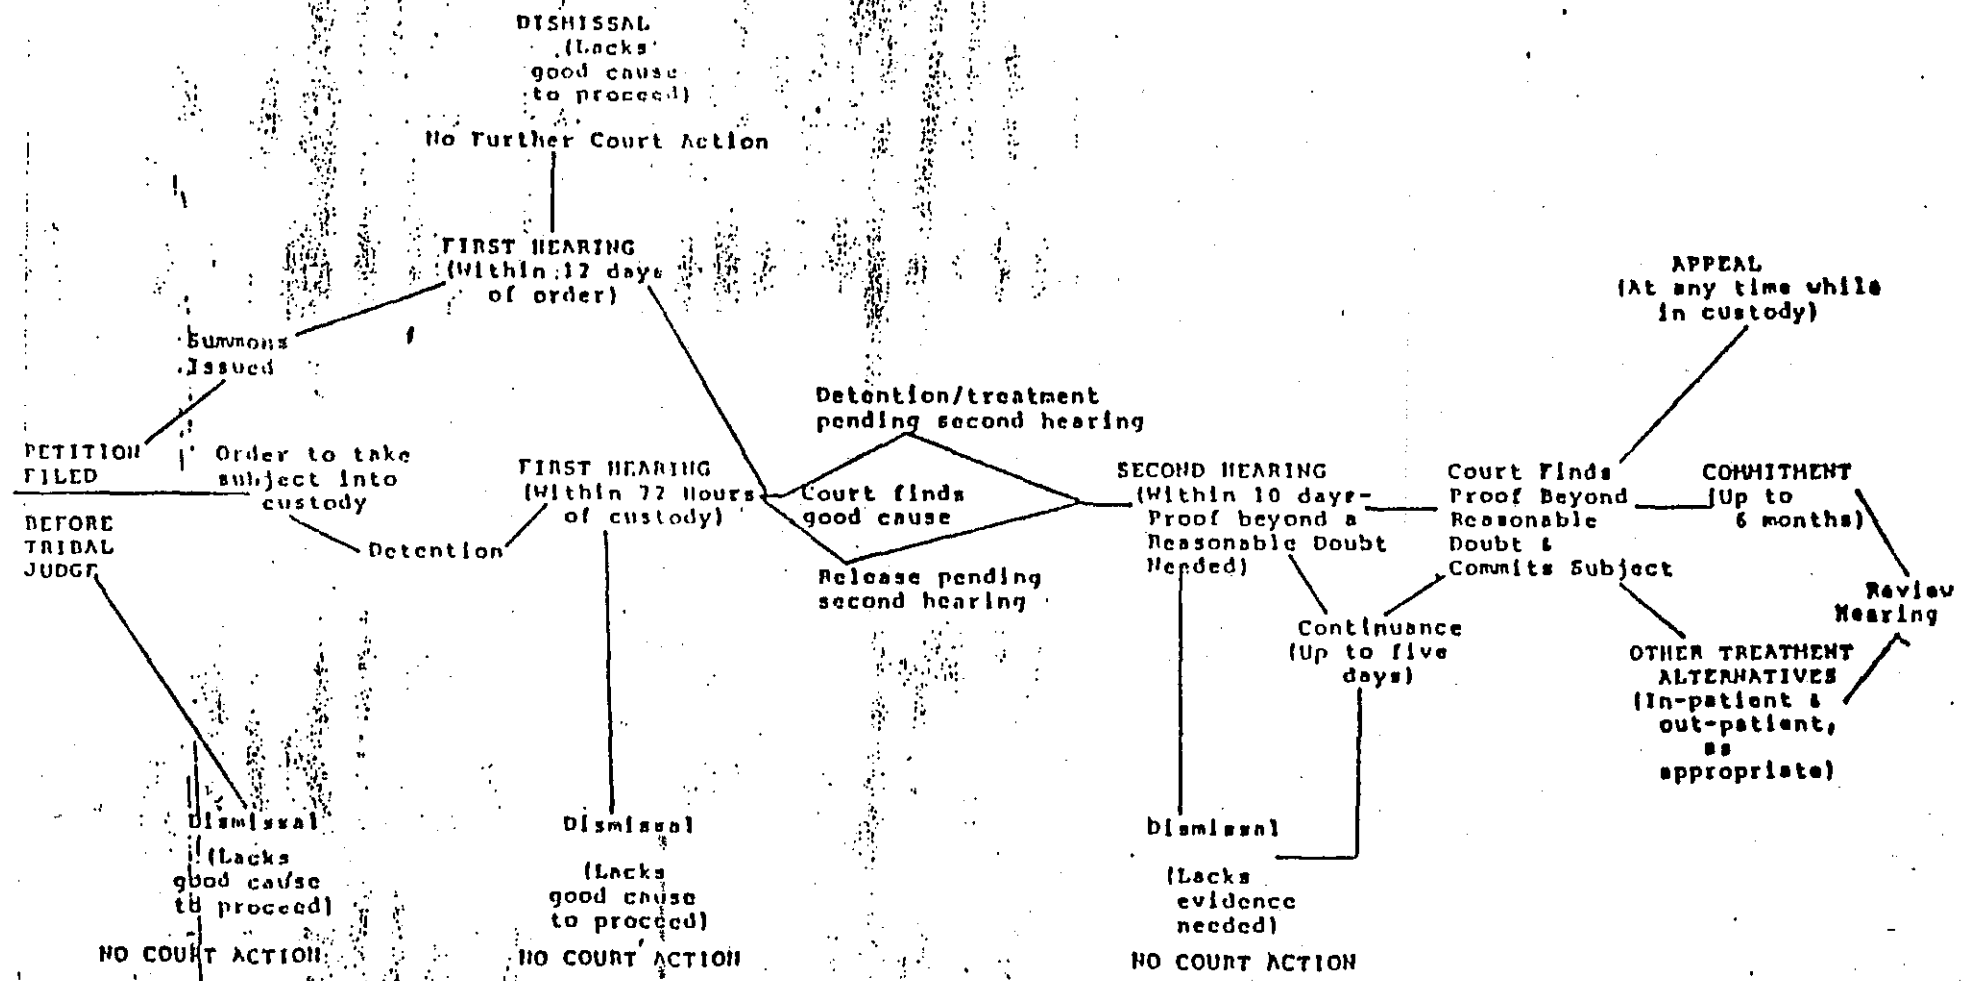 DISMISSAL
(Lacks
good cause
to proceed)
No Further Court Action
FIRST HEARING
(Within 12 days
of order)
Summons
Issued
PETITION
FILED
BEFORE
TRIBAL
JUDGE
Order to take
subject into
custody
Detention
FIRST HEARING
(Within 72 Hours
of custody)
Court finds
good cause
Detention/treatment
pending second hearing
Release pending
second hearing
SECOND HEARING
(Within 10 days-
Proof beyond a
Reasonable Doubt
Needed)
Continuance
(Up to five
days)
Court Finds
Proof Beyond
Reasonable
Doubt &
Commits Subject
APPEAL
(At any time while
in custody)
COMMITMENT
(Up to
6 months)
Review
Hearing
OTHER TREATMENT
ALTERNATIVES
(In-patient &
out-patient,
as
appropriate)
Dismissal
(Lacks
good cause
to proceed)
NO COURT ACTION
Dismissal
(Lacks
good cause
to proceed)
NO COURT ACTION
Dismissal
(Lacks
evidence
needed)
NO COURT ACTION